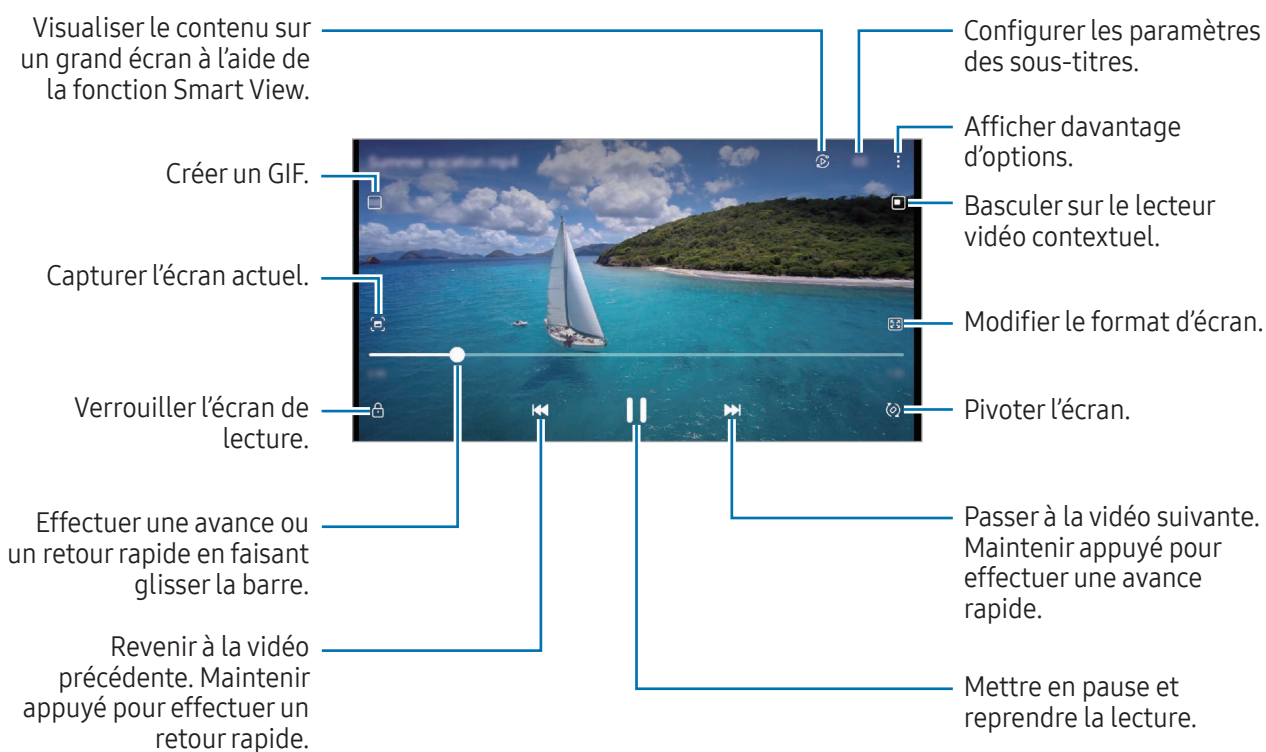 Visualiser le contenu sur
un grand écran à l'aide de
la fonction Smart View.
Créer un GIF.
Capturer l'écran actuel.
Verrouiller l'écran de
lecture.
Effectuer une avance ou
un retour rapide en faisant
glisser la barre.
Revenir à la vidéo
précédente. Maintenir
appuyé pour effectuer un
retour rapide.
Configurer les paramètres
des sous-titres.
Afficher davantage
d'options.
Basculer sur le lecteur
vidéo contextuel.
Modifier le format d'écran.
Pivoter l'écran.
Passer à la vidéo suivante.
Maintenir appuyé pour
effectuer une avance
rapide.
Mettre en pause et
reprendre la lecture.